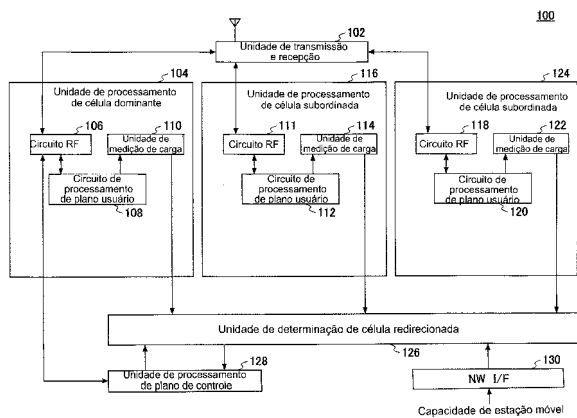 100
102
Unidade de transmissão
e recepção
104
Unidade de processamento
de célula dominante
106
Circuito RF
110
Unidade
de medição de carga
Circuito de
processamento
de plano usuário
108
116
Unidade de processamento
de célula subordinada
111
Circuito RF
114
Unidade
de medição de carga
Circuito de
processamento
de plano usuário
112
124
Unidade de processamento
de célula subordinada
118
Circuito RF
122
Unidade
de medição de carga
Circuito de
processamento
de plano usuário
120
Unidade de determinação de célula redirecionada
126
128
Unidade de processamento
de plano de controle
130
NW I/F
Capacidade de estação móvel